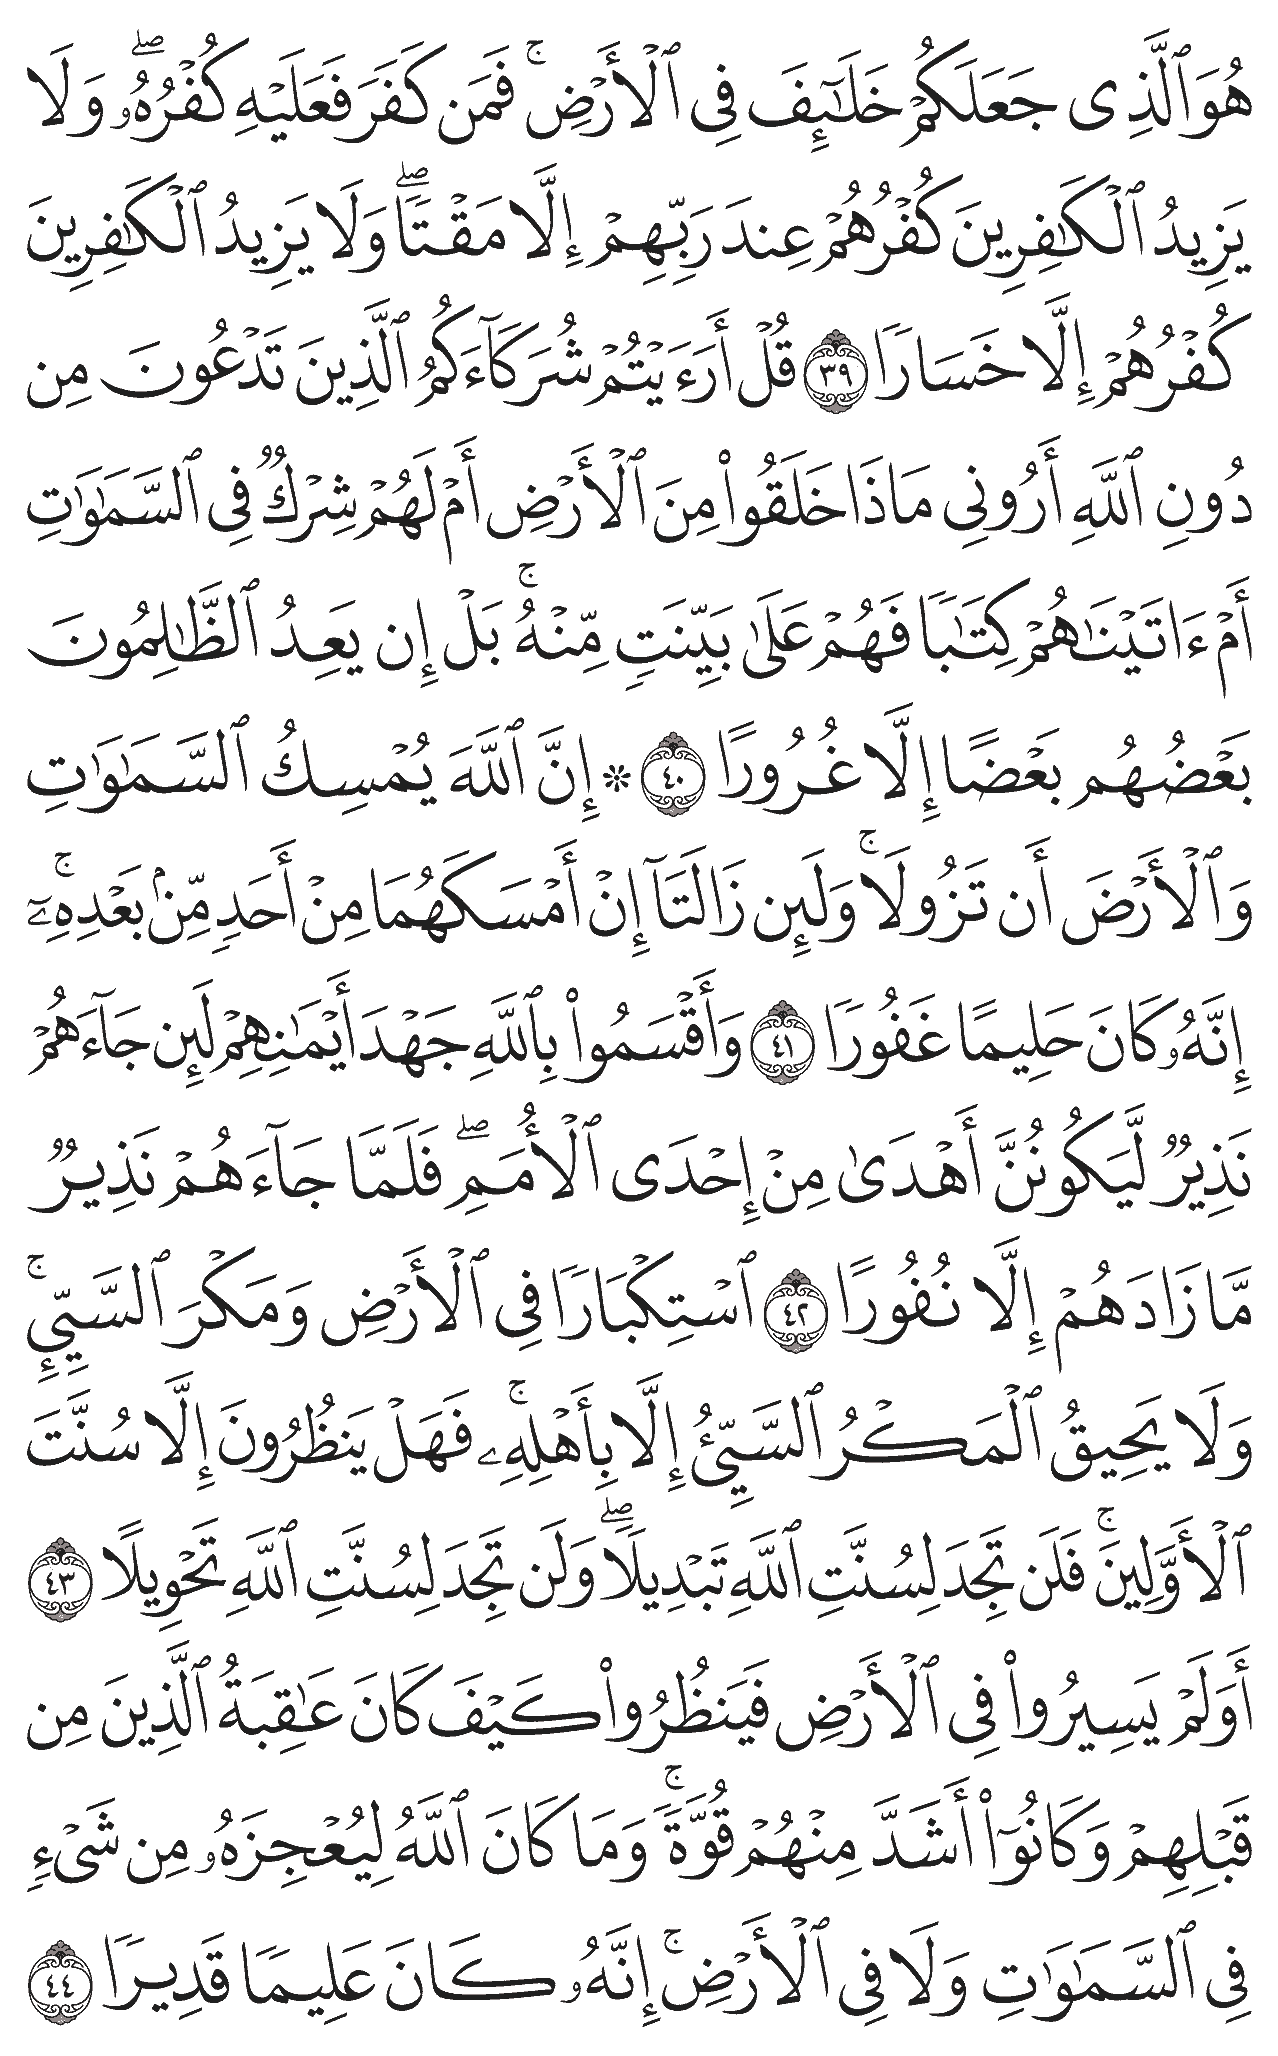 هُوَ ٱلَّذِى جَعَلَكُمْ خَلَـٰٓئِفَ فِى ٱلْأَرْضِ ۚ فَمَن كَفَرَ فَعَلَيْهِ كُفْرُهُۥ ۖ وَلَا
يَزِيدُ ٱلْكَـٰفِرِينَ كُفْرُهُمْ عِندَ رَبِّهِمْ إِلَّا مَقْتًا ۖ وَلَا يَزِيدُ ٱلْكَـٰفِرِينَ
كُفْرُهُمْ إِلَّا خَسَارًا ٣٩ قُلْ أَرَءَيْتُمْ شُرَكَآءَكُمُ ٱلَّذِينَ تَدْعُونَ مِن
دُونِ ٱللَّهِ أَرُونِى مَاذَا خَلَقُوا۟ مِنَ ٱلْأَرْضِ أَمْ لَهُمْ شِرْكٌ فِى ٱلسَّمَـٰوَٰتِ
أَمْ ءَاتَيْنَـٰهُمْ كِتَـٰبًا فَهُمْ عَلَىٰ بَيِّنَتٍ مِّنْهُ ۚ بَلْ إِن يَعِدُ ٱلظَّـٰلِمُونَ
بَعْضُهُم بَعْضًا إِلَّا غُرُورًا ٤٠ ۞ إِنَّ ٱللَّهَ يُمْسِكُ ٱلسَّمَـٰوَٰتِ
وَٱلْأَرْضَ أَن تَزُولَا ۚ وَلَئِن زَالَتَآ إِنْ أَمْسَكَهُمَا مِنْ أَحَدٍ مِّنۢ بَعْدِهِۦٓ ۚ
إِنَّهُۥ كَانَ حَلِيمًا غَفُورًا ٤١ وَأَقْسَمُوا۟ بِٱللَّهِ جَهْدَ أَيْمَـٰنِهِمْ لَئِن جَآءَهُمْ
نَذِيرٌ لَّيَكُونُنَّ أَهْدَىٰ مِنْ إِحْدَى ٱلْأُمَمِ ۖ فَلَمَّا جَآءَهُمْ نَذِيرٌ
مَّا زَادَهُمْ إِلَّا نُفُورًا ٤٢ ٱسْتِكْبَارًا فِى ٱلْأَرْضِ وَمَكْرَ ٱلسَّيِّئِ ۚ
وَلَا يَحِيقُ ٱلْمَكْرُ ٱلسَّيِّئُ إِلَّا بِأَهْلِهِۦ ۚ فَهَلْ يَنظُرُونَ إِلَّا سُنَّتَ
ٱلْأَوَّلِينَ ۚ فَلَن تَجِدَ لِسُنَّتِ ٱللَّهِ تَبْدِيلًا ۖ وَلَن تَجِدَ لِسُنَّتِ ٱللَّهِ تَحْوِيلًا ٤٣
أَوَلَمْ يَسِيرُوا۟ فِى ٱلْأَرْضِ فَيَنظُرُوا۟ كَيْفَ كَانَ عَـٰقِبَةُ ٱلَّذِينَ مِن
قَبْلِهِمْ وَكَانُوٓا۟ أَشَدَّ مِنْهُمْ قُوَّةً ۚ وَمَا كَانَ ٱللَّهُ لِيُعْجِزَهُۥ مِن شَىْءٍ
فِى ٱلسَّمَـٰوَٰتِ وَلَا فِى ٱلْأَرْضِ ۚ إِنَّهُۥ كَانَ عَلِيمًا قَدِيرًا ٤٤